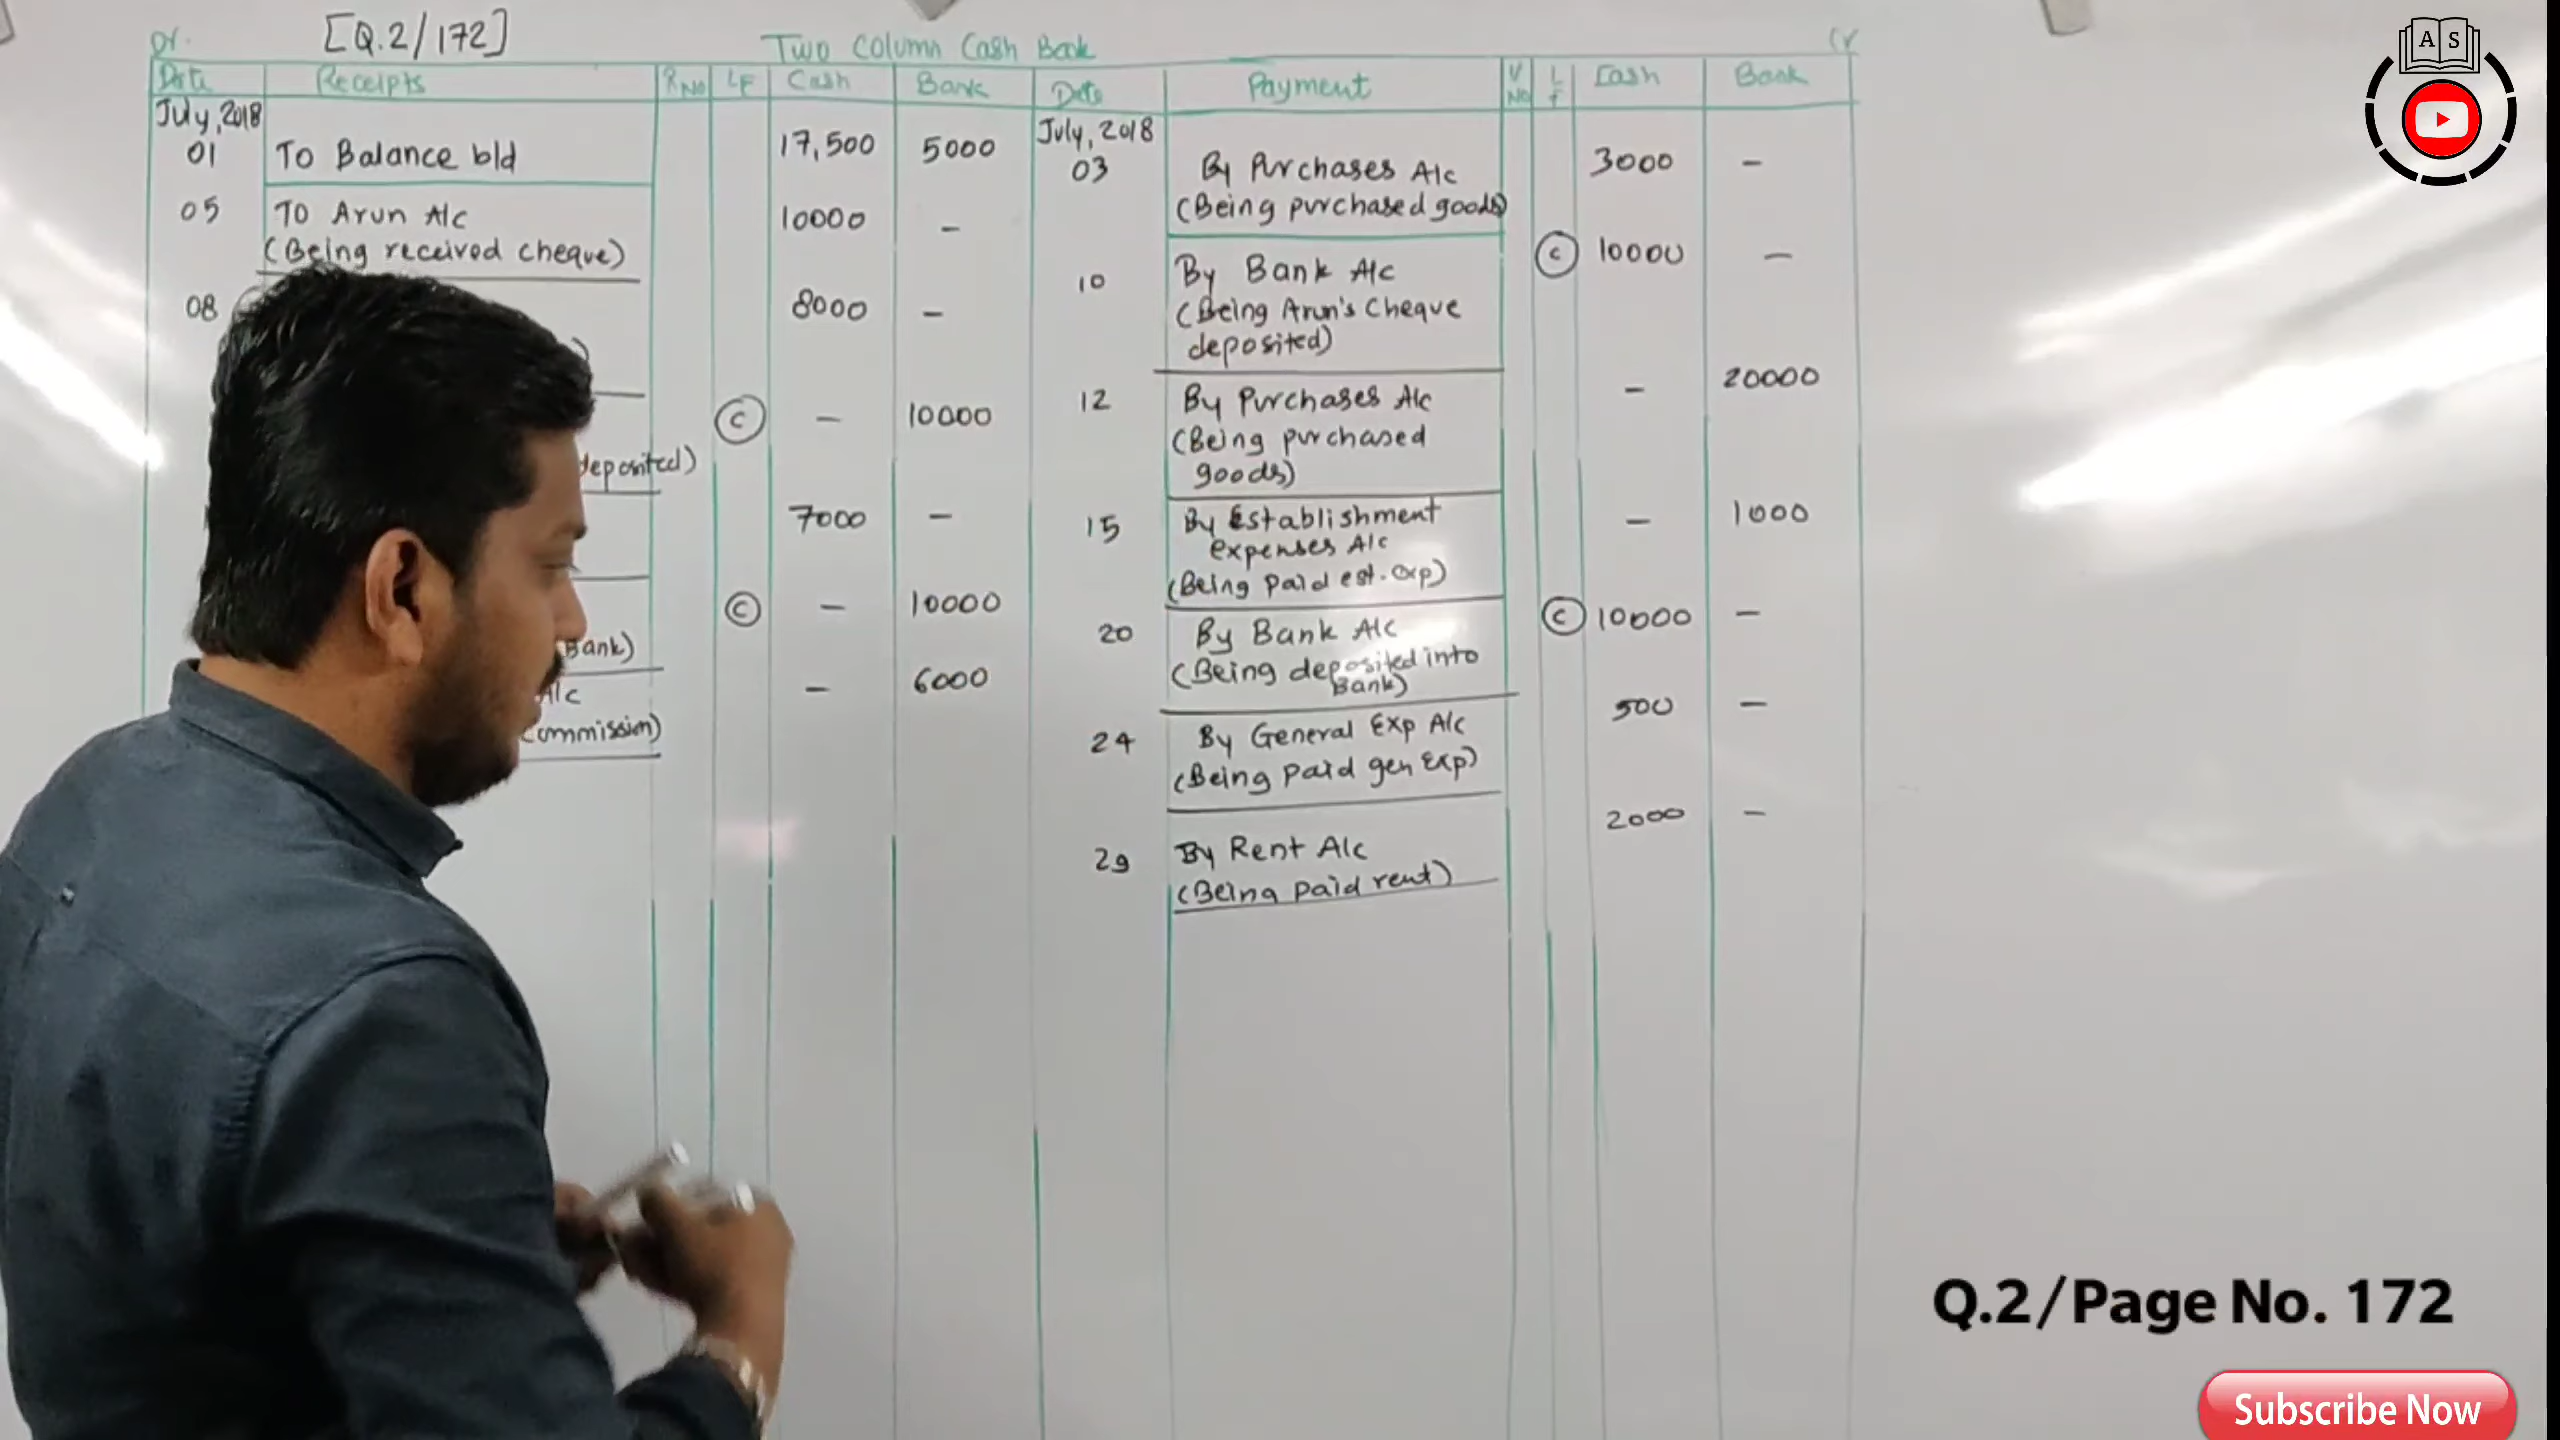 [Q.2/172]
Dr.
Two Column Cash Book
Date Receipts R No LF Cash Bank Date Payment V No LF Cash Bank
July, 2018 July, 2018
01 To Balance b/d 17,500 5000 03 By Purchases A/c 3000 -
(Being purchased goods)
05 To Arun A/c 10000 -
(Being received cheque)
10 By Bank A/c C 10000 -
(Being Arun's Cheque
deposited)
08 8000 -
C - 10000
deposited)
12 By Purchases A/c - 20000
(Being purchased
goods)
7000 -
15 By Establishment - 1000
expenses A/c
(Being paid est. exp)
C - 10000
Bank)
20 By Bank A/c C 10000 -
(Being deposited into
Bank)
A/c - 6000
commission)
24 By General Exp A/c 500 -
(Being paid gen exp)
29 By Rent A/c 2000 -
(Being paid rent)
A S
Q.2/Page No. 172
Subscribe Now